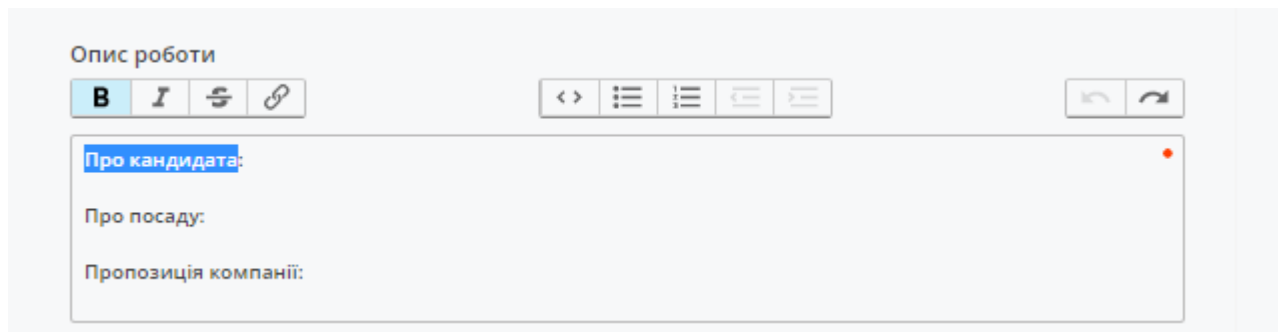 Опис роботи
B I S
Про кандидата:
Про посаду:
Пропозиція компанії: